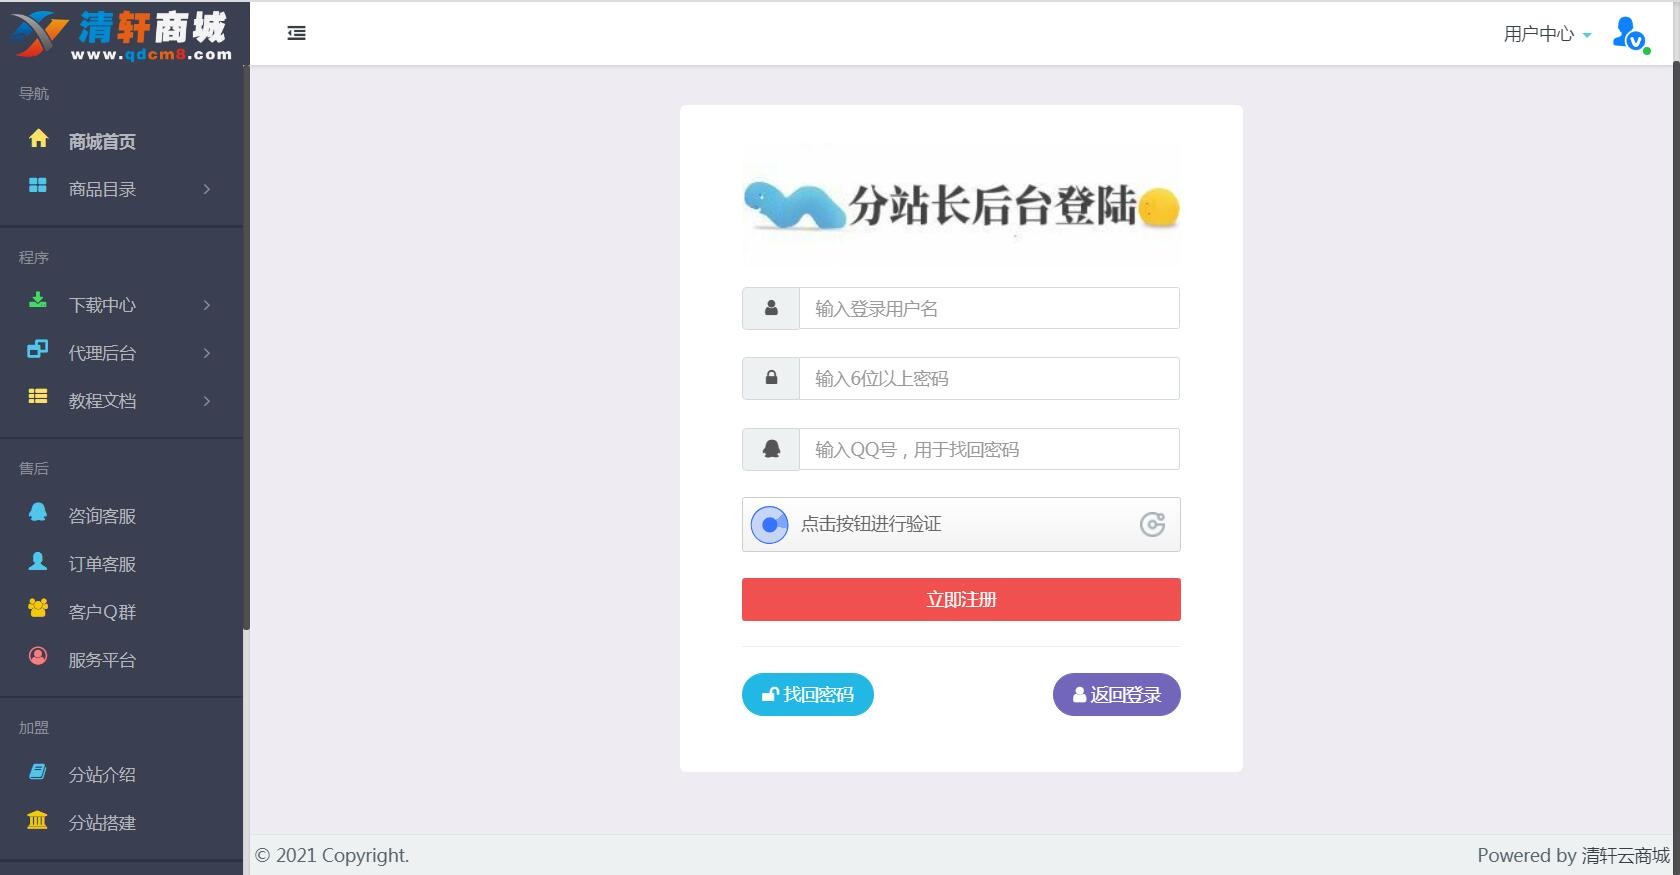 清轩商城
www.qdcm8.com
用户中心
导航
商城首页
商品目录
程序
下载中心
代理后台
教程文档
售后
咨询客服
订单客服
客户Q群
服务平台
加盟
分站介绍
分站搭建
分站长后台登陆
输入登录用户名
输入6位以上密码
输入QQ号，用于找回密码
点击按钮进行验证
立即注册
找回密码
返回登录
© 2021 Copyright.
Powered by 清轩云商城